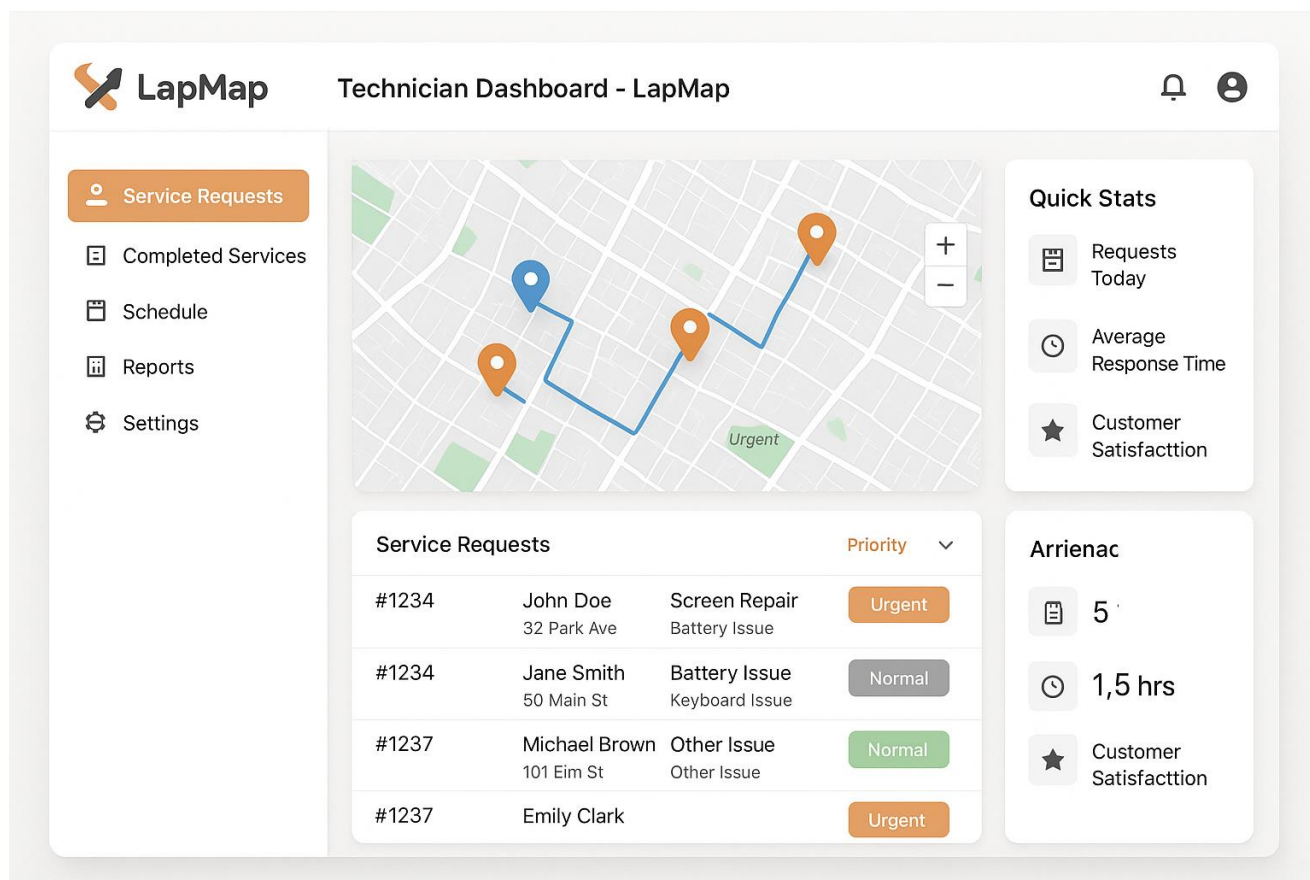 LapMap
Technician Dashboard - LapMap
Service Requests
Completed Services
Schedule
Reports
Settings
+
−
Urgent
Quick Stats
Requests
Today
Average
Response Time
Customer
Satisfacttion
Service Requests Priority
#1234 John Doe Screen Repair Urgent
32 Park Ave Battery Issue
#1234 Jane Smith Battery Issue Normal
50 Main St Keyboard Issue
#1237 Michael Brown Other Issue Normal
101 Eim St Other Issue
#1237 Emily Clark Urgent
Arrienac
5
1,5 hrs
Customer
Satisfacttion